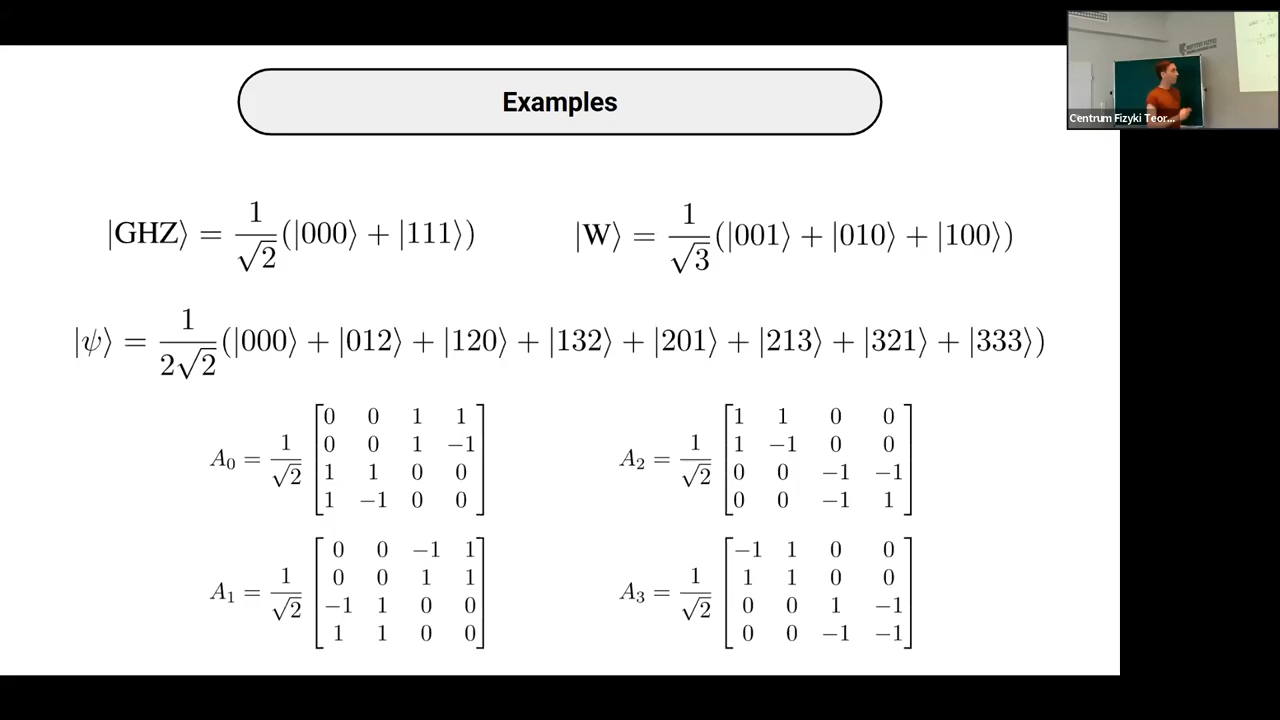 Examples
|GHZ⟩ = 1/√2 (|000⟩ + |111⟩)
|W⟩ = 1/√3 (|001⟩ + |010⟩ + |100⟩)
|ψ⟩ = 1/2√2 (|000⟩ + |012⟩ + |120⟩ + |132⟩ + |201⟩ + |213⟩ + |321⟩ + |333⟩)
A₀ = 1/√2
[0 0 1 1
0 0 1 −1
1 1 0 0
1 −1 0 0]
A₂ = 1/√2
[1 1 0 0
1 −1 0 0
0 0 −1 −1
0 0 −1 1]
A₁ = 1/√2
[0 0 −1 1
0 0 1 1
−1 1 0 0
1 1 0 0]
A₃ = 1/√2
[−1 1 0 0
1 1 0 0
0 0 1 −1
0 0 −1 −1]
Centrum Fizyki Teor...